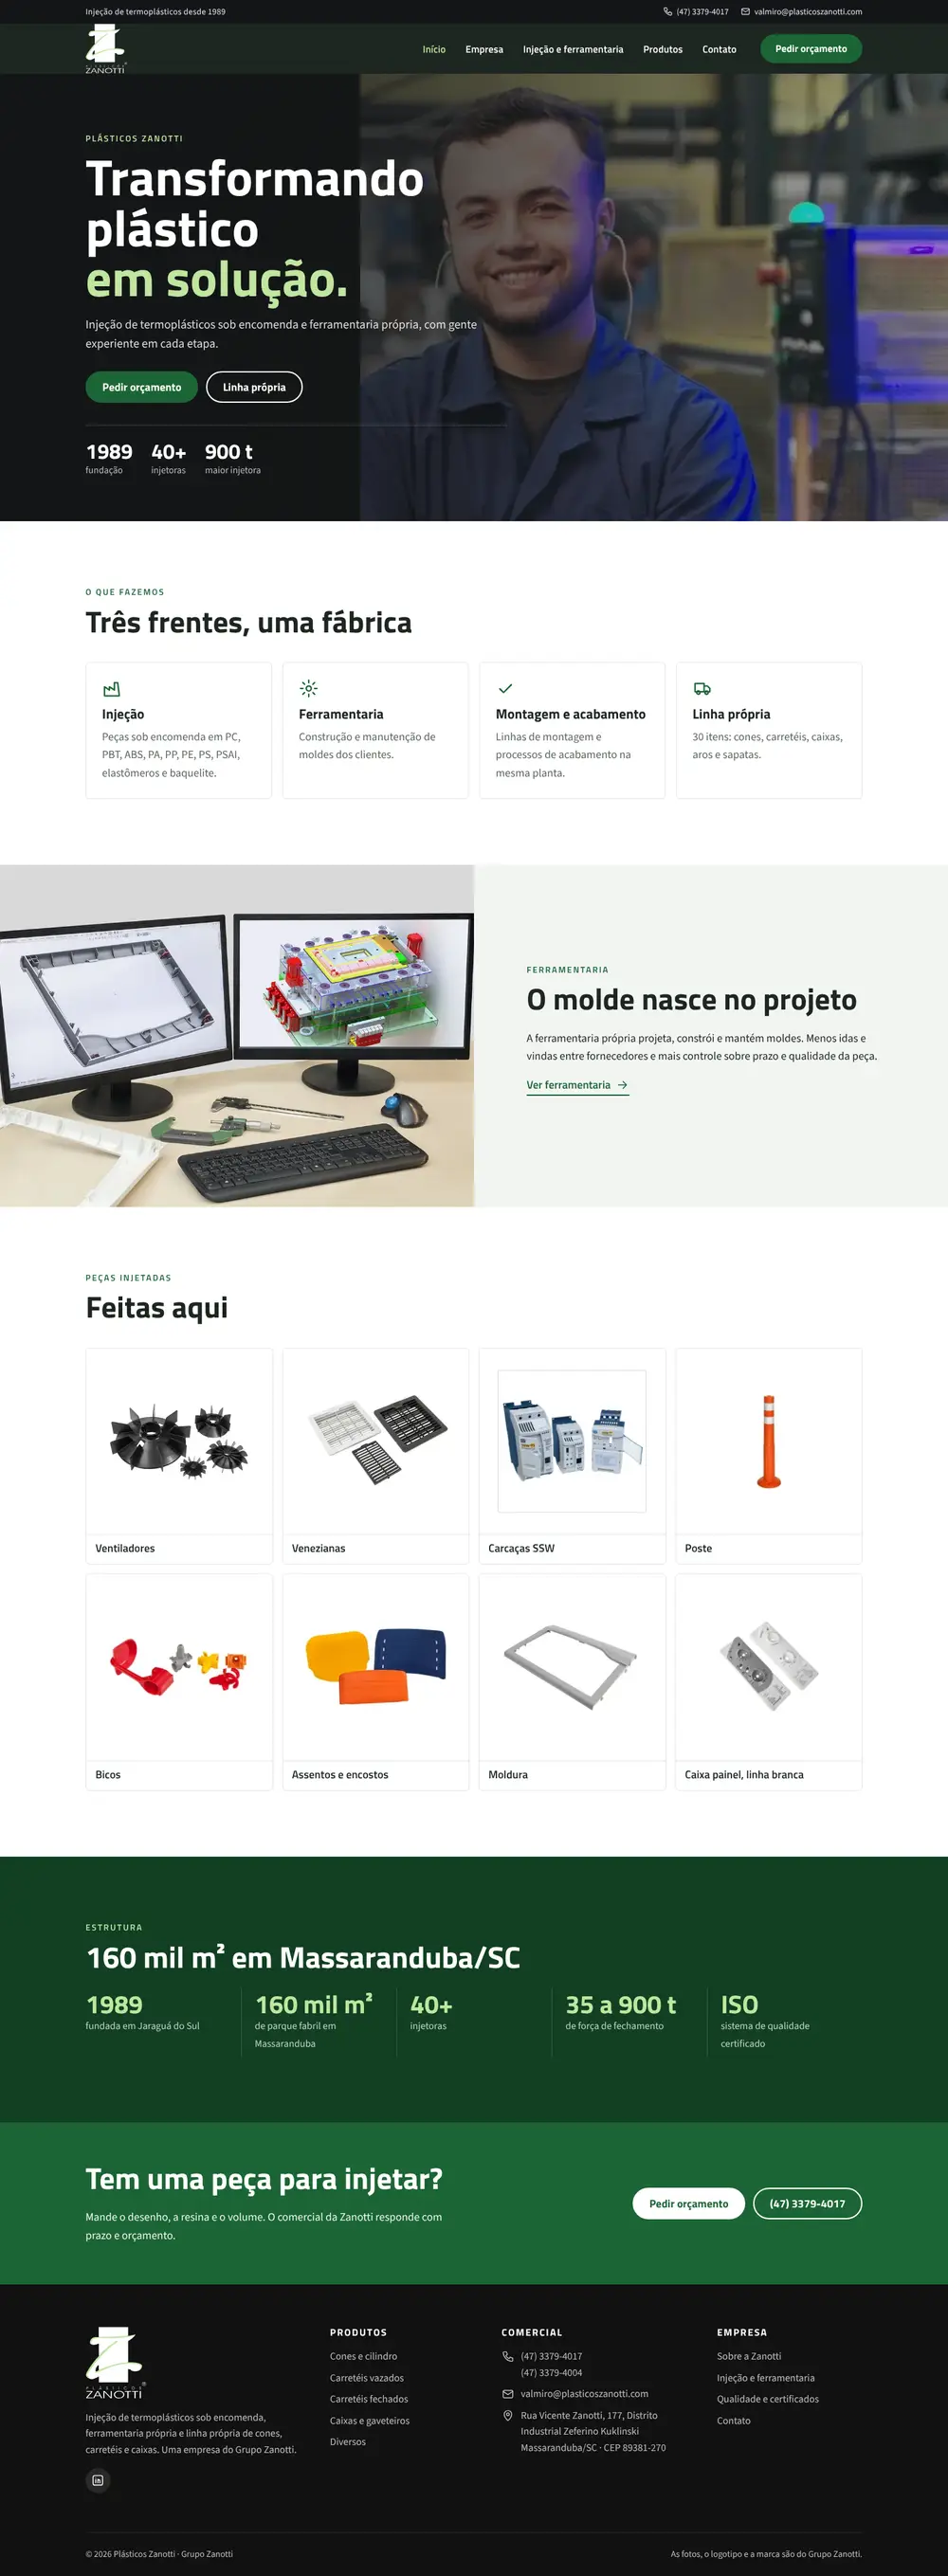 Injeção de termoplásticos desde 1989
(47) 3379-4017
valmiro@plasticoszanotti.com
PLÁSTICOS
ZANOTTI
Início
Empresa
Injeção e ferramentaria
Produtos
Contato
Pedir orçamento
PLÁSTICOS ZANOTTI
Transformando
plástico
em solução.
Injeção de termoplásticos sob encomenda e ferramentaria própria, com gente
experiente em cada etapa.
Pedir orçamento
Linha própria
1989
fundação
40+
injetoras
900 t
maior injetora
O QUE FAZEMOS
Três frentes, uma fábrica
Injeção
Peças sob encomenda em PC,
PBT, ABS, PA, PP, PE, PS, PSAI,
elastômeros e baquelite.
Ferramentaria
Construção e manutenção de
moldes dos clientes.
Montagem e acabamento
Linhas de montagem e
processos de acabamento na
mesma planta.
Linha própria
30 itens: cones, carretéis, caixas,
aros e sapatas.
FERRAMENTARIA
O molde nasce no projeto
A ferramentaria própria projeta, constrói e mantém moldes. Menos idas e
vindas entre fornecedores e mais controle sobre prazo e qualidade da peça.
Ver ferramentaria →
PEÇAS INJETADAS
Feitas aqui
Ventiladores
Venezianas
Carcaças SSW
Poste
Bicos
Assentos e encostos
Moldura
Caixa painel, linha branca
ESTRUTURA
160 mil m² em Massaranduba/SC
1989
fundada em Jaraguá do Sul
160 mil m²
de parque fabril em
Massaranduba
40+
injetoras
35 a 900 t
de força de fechamento
ISO
sistema de qualidade
certificado
Tem uma peça para injetar?
Mande o desenho, a resina e o volume. O comercial da Zanotti responde com
prazo e orçamento.
Pedir orçamento
(47) 3379-4017
PLÁSTICOS
ZANOTTI
Injeção de termoplásticos sob encomenda,
ferramentaria própria e linha própria de cones,
carretéis e caixas. Uma empresa do Grupo Zanotti.
PRODUTOS
Cones e cilindro
Carretéis vazados
Carretéis fechados
Caixas e gaveteiros
Diversos
COMERCIAL
(47) 3379-4017
(47) 3379-4004
valmiro@plasticoszanotti.com
Rua Vicente Zanotti, 177, Distrito
Industrial Zeferino Kuklinski
Massaranduba/SC · CEP 89381-270
EMPRESA
Sobre a Zanotti
Injeção e ferramentaria
Qualidade e certificados
Contato
© 2026 Plásticos Zanotti · Grupo Zanotti
As fotos, o logotipo e a marca são do Grupo Zanotti.